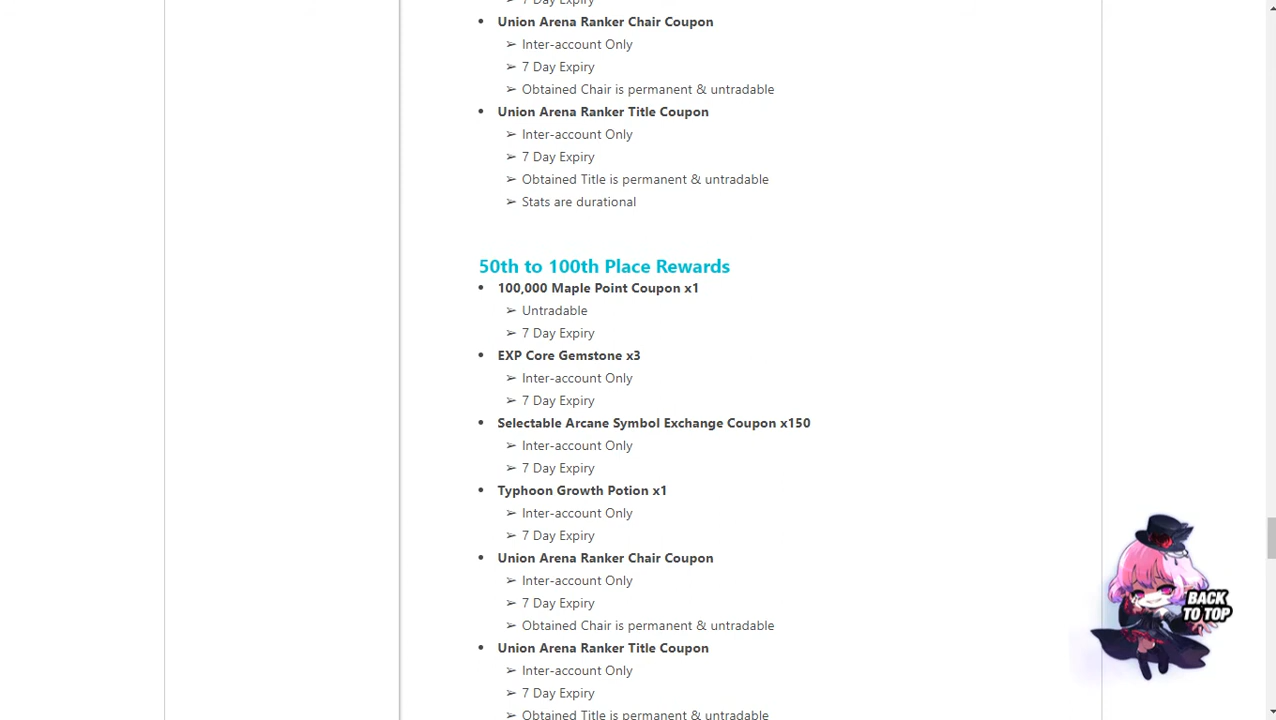 7 Day Expiry
• Union Arena Ranker Chair Coupon
➢ Inter-account Only
➢ 7 Day Expiry
➢ Obtained Chair is permanent & untradable
• Union Arena Ranker Title Coupon
➢ Inter-account Only
➢ 7 Day Expiry
➢ Obtained Title is permanent & untradable
➢ Stats are durational
50th to 100th Place Rewards
• 100,000 Maple Point Coupon x1
➢ Untradable
➢ 7 Day Expiry
• EXP Core Gemstone x3
➢ Inter-account Only
➢ 7 Day Expiry
• Selectable Arcane Symbol Exchange Coupon x150
➢ Inter-account Only
➢ 7 Day Expiry
• Typhoon Growth Potion x1
➢ Inter-account Only
➢ 7 Day Expiry
• Union Arena Ranker Chair Coupon
➢ Inter-account Only
➢ 7 Day Expiry
➢ Obtained Chair is permanent & untradable
• Union Arena Ranker Title Coupon
➢ Inter-account Only
➢ 7 Day Expiry
➢ Obtained Title is permanent & untradable
BACK
TO TOP